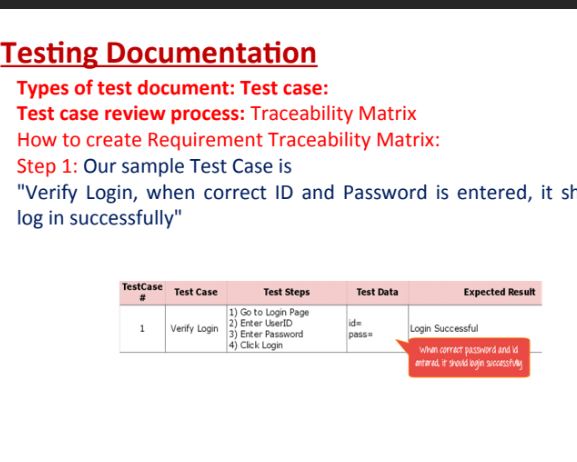 Testing Documentation
Types of test document: Test case:
Test case review process: Traceability Matrix
How to create Requirement Traceability Matrix:
Step 1: Our sample Test Case is
"Verify Login, when correct ID and Password is entered, it sh
log in successfully"
TestCase # Test Case Test Steps Test Data Expected Result
1 Verify Login 1) Go to Login Page
2) Enter UserID
3) Enter Password
4) Click Login
id=
pass=
Login Successful
When correct password and id
entered, it should login successfully